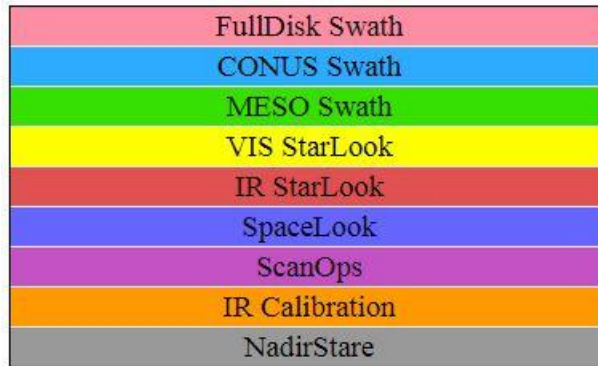 FullDisk Swath
CONUS Swath
MESO Swath
VIS StarLook
IR StarLook
SpaceLook
ScanOps
IR Calibration
NadirStare